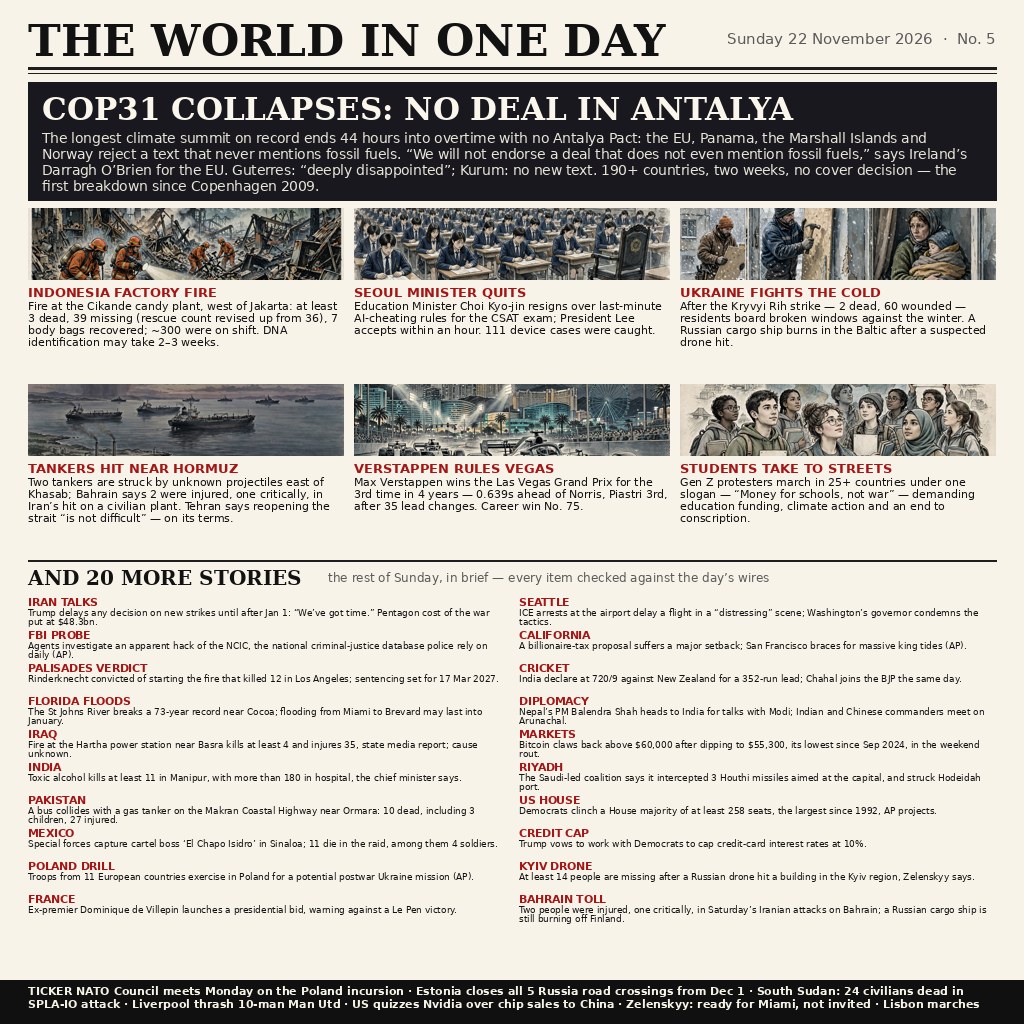 THE WORLD IN ONE DAY
Sunday 22 November 2026 · No. 5
COP31 COLLAPSES: NO DEAL IN ANTALYA
The longest climate summit on record ends 44 hours into overtime with no Antalya Pact: the EU, Panama, the Marshall Islands and
Norway reject a text that never mentions fossil fuels. “We will not endorse a deal that does not even mention fossil fuels,” says Ireland’s
Darragh O’Brien for the EU. Guterres: “deeply disappointed”; Kurum: no new text. 190+ countries, two weeks, no cover decision — the
first breakdown since Copenhagen 2009.
INDONESIA FACTORY FIRE
Fire at the Cikande candy plant, west of Jakarta: at least
3 dead, 39 missing (rescue count revised up from 36), 7
body bags recovered; ~300 were on shift. DNA
identification may take 2–3 weeks.
SEOUL MINISTER QUITS
Education Minister Choi Kyo-jin resigns over last-minute
AI-cheating rules for the CSAT exam; President Lee
accepts within an hour. 111 device cases were caught.
UKRAINE FIGHTS THE COLD
After the Kryvyi Rih strike — 2 dead, 60 wounded —
residents board broken windows against the winter. A
Russian cargo ship burns in the Baltic after a suspected
drone hit.
TANKERS HIT NEAR HORMUZ
Two tankers are struck by unknown projectiles east of
Khasab; Bahrain says 2 were injured, one critically, in
Iran’s hit on a civilian plant. Tehran says reopening the
strait “is not difficult” — on its terms.
VERSTAPPEN RULES VEGAS
Max Verstappen wins the Las Vegas Grand Prix for the
3rd time in 4 years — 0.639s ahead of Norris, Piastri 3rd,
after 35 lead changes. Career win No. 75.
STUDENTS TAKE TO STREETS
Gen Z protesters march in 25+ countries under one
slogan — “Money for schools, not war” — demanding
education funding, climate action and an end to
conscription.
AND 20 MORE STORIES
the rest of Sunday, in brief — every item checked against the day’s wires
IRAN TALKS
Trump delays any decision on new strikes until after Jan 1: “We’ve got time.” Pentagon cost of the war
put at $48.3bn.
FBI PROBE
Agents investigate an apparent hack of the NCIC, the national criminal-justice database police rely on
daily (AP).
PALISADES VERDICT
Rinderknecht convicted of starting the fire that killed 12 in Los Angeles; sentencing set for 17 Mar 2027.
FLORIDA FLOODS
The St Johns River breaks a 73-year record near Cocoa; flooding from Miami to Brevard may last into
January.
IRAQ
Fire at the Hartha power station near Basra kills at least 4 and injures 35, state media report; cause
unknown.
INDIA
Toxic alcohol kills at least 11 in Manipur, with more than 180 in hospital, the chief minister says.
PAKISTAN
A bus collides with a gas tanker on the Makran Coastal Highway near Ormara: 10 dead, including 3
children, 27 injured.
MEXICO
Special forces capture cartel boss ‘El Chapo Isidro’ in Sinaloa; 11 die in the raid, among them 4 soldiers.
POLAND DRILL
Troops from 11 European countries exercise in Poland for a potential postwar Ukraine mission (AP).
FRANCE
Ex-premier Dominique de Villepin launches a presidential bid, warning against a Le Pen victory.
SEATTLE
ICE arrests at the airport delay a flight in a “distressing” scene; Washington’s governor condemns the
tactics.
CALIFORNIA
A billionaire-tax proposal suffers a major setback; San Francisco braces for massive king tides (AP).
CRICKET
India declare at 720/9 against New Zealand for a 352-run lead; Chahal joins the BJP the same day.
DIPLOMACY
Nepal’s PM Balendra Shah heads to India for talks with Modi; Indian and Chinese commanders meet on
Arunachal.
MARKETS
Bitcoin claws back above $60,000 after dipping to $55,300, its lowest since Sep 2024, in the weekend
rout.
RIYADH
The Saudi-led coalition says it intercepted 3 Houthi missiles aimed at the capital, and struck Hodeidah
port.
US HOUSE
Democrats clinch a House majority of at least 258 seats, the largest since 1992, AP projects.
CREDIT CAP
Trump vows to work with Democrats to cap credit-card interest rates at 10%.
KYIV DRONE
At least 14 people are missing after a Russian drone hit a building in the Kyiv region, Zelenskyy says.
BAHRAIN TOLL
Two people were injured, one critically, in Saturday’s Iranian attacks on Bahrain; a Russian cargo ship is
still burning off Finland.
TICKER NATO Council meets Monday on the Poland incursion · Estonia closes all 5 Russia road crossings from Dec 1 · South Sudan: 24 civilians dead in
SPLA-IO attack · Liverpool thrash 10-man Man Utd · US quizzes Nvidia over chip sales to China · Zelenskyy: ready for Miami, not invited · Lisbon marches